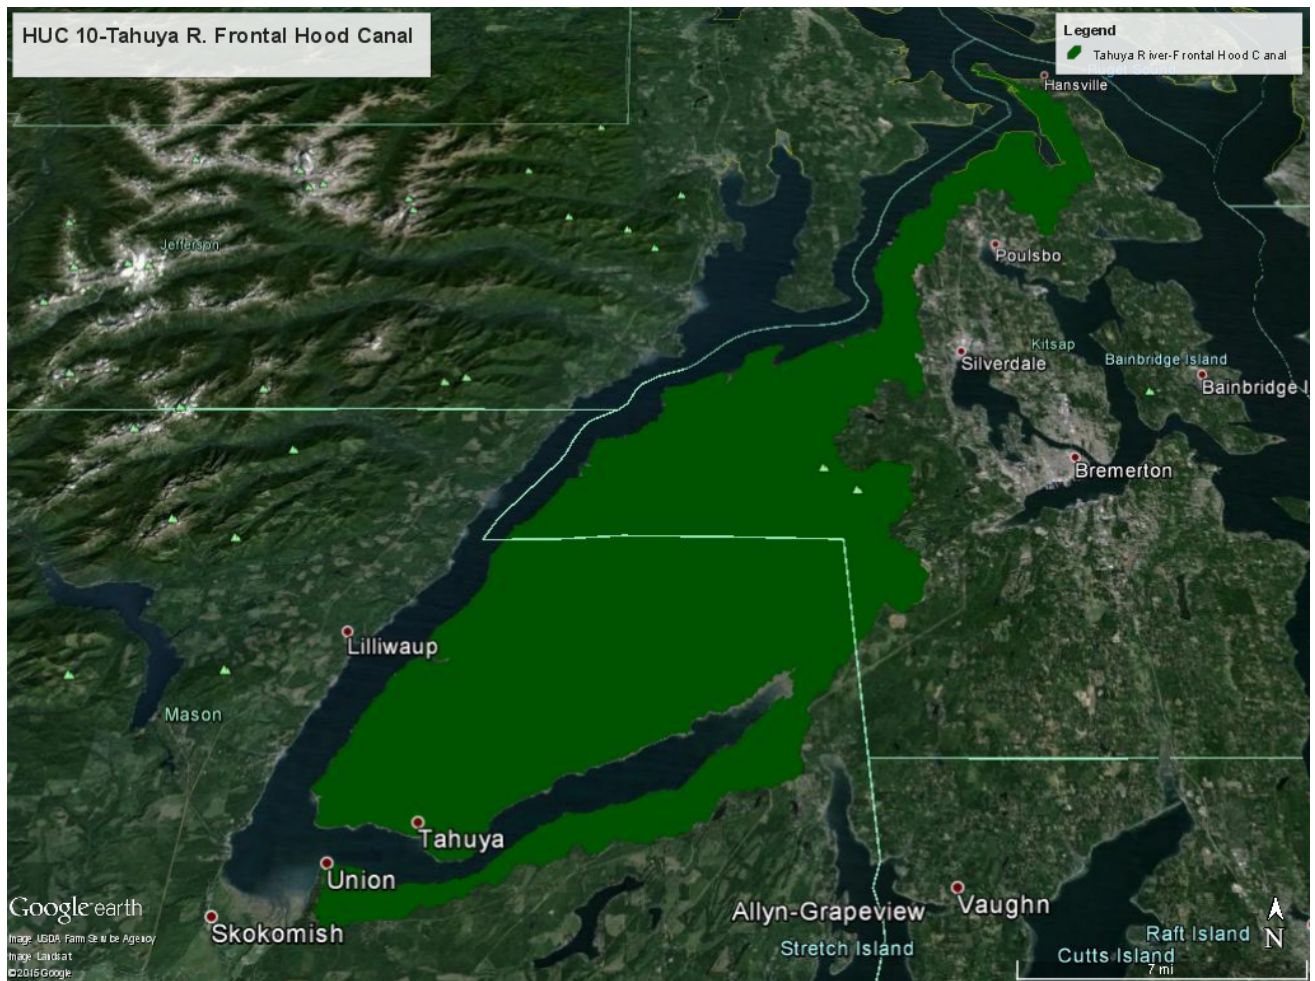 HUC 10-Tahuya R. Frontal Hood Canal
Legend
Tahuya River-Frontal Hood Canal
Puget Sound
Hansville
Jefferson
Poulsbo
Kitsap
Silverdale
Bainbridge Island
Bainbridge I
Bremerton
Lilliwaup
Mason
Tahuya
Union
Skokomish
Vaughn
Allyn-Grapeview
Stretch Island
Raft Island
Cutts Island
N
7 mi
Google earth
Image USDA Farm Service Agency
Image Landsat
©2015 Google